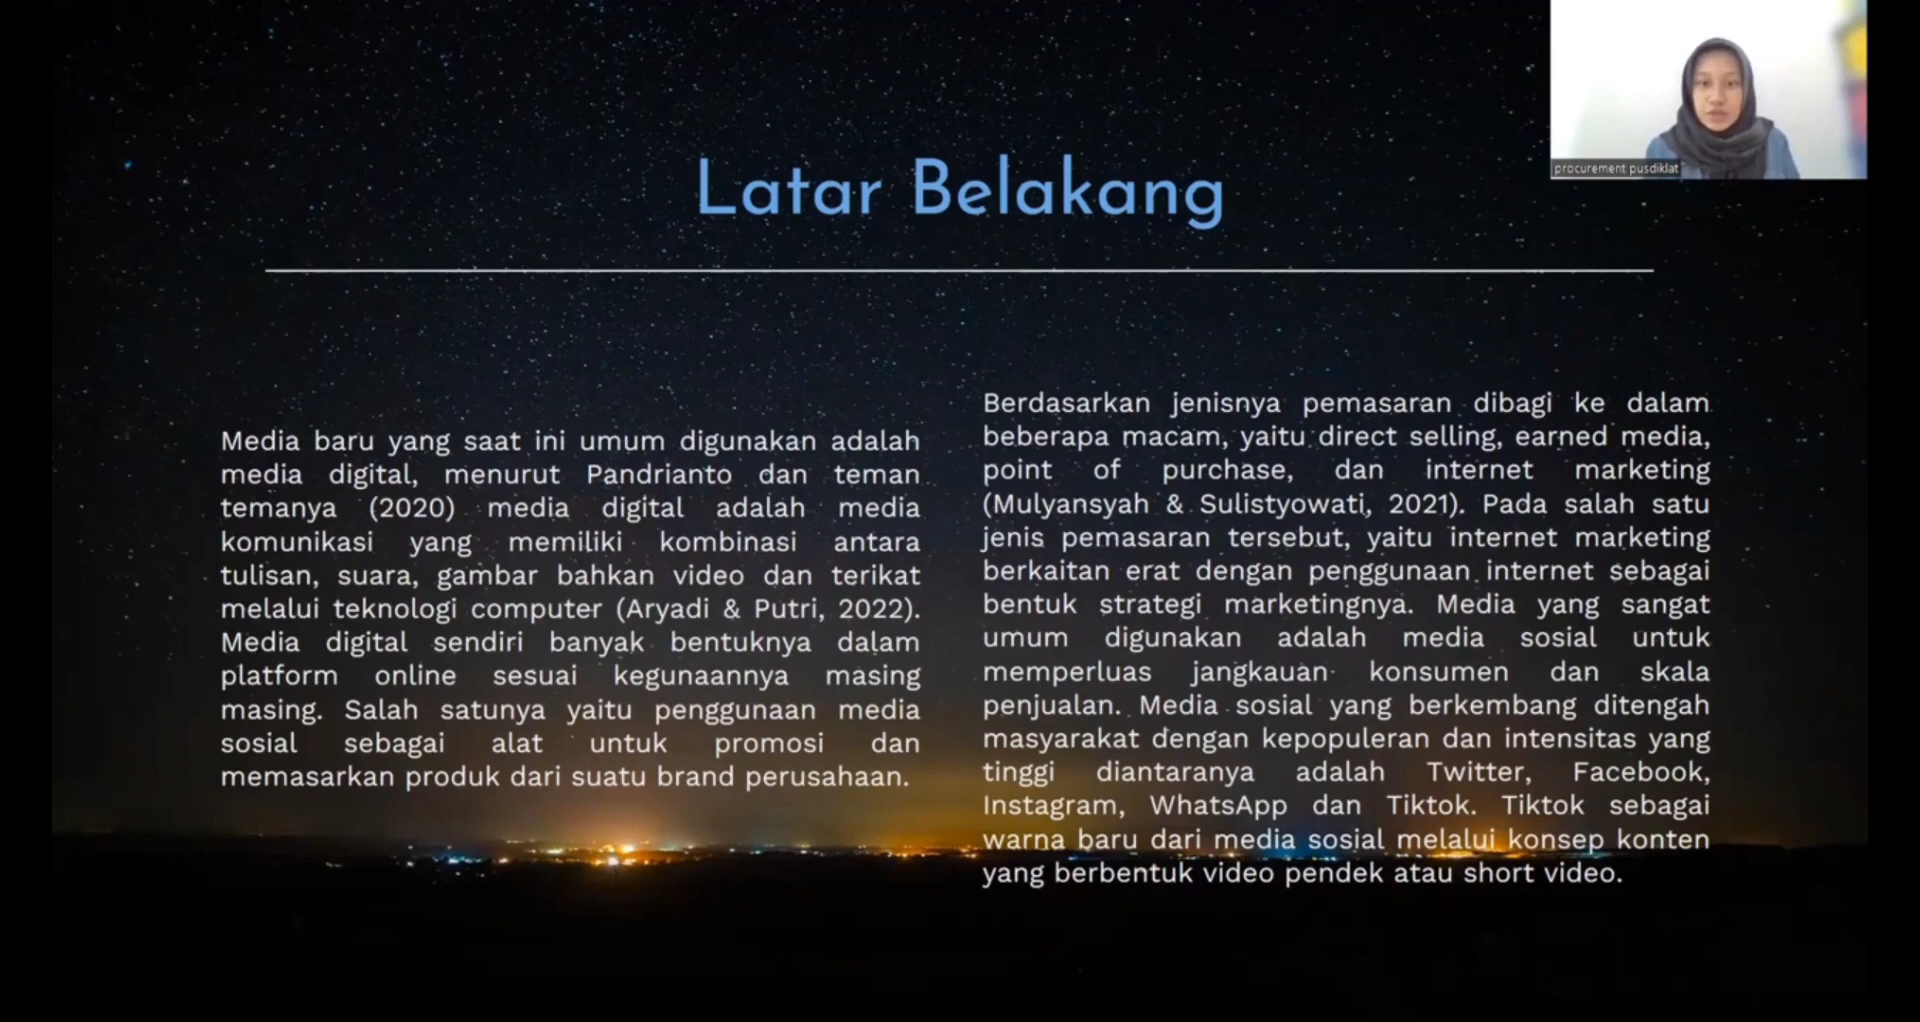 Latar Belakang
procurement pusdiklat
Media baru yang saat ini umum digunakan adalah
media digital, menurut Pandrianto dan teman
temanya (2020) media digital adalah media
komunikasi yang memiliki kombinasi antara
tulisan, suara, gambar bahkan video dan terikat
melalui teknologi computer (Aryadi & Putri, 2022).
Media digital sendiri banyak bentuknya dalam
platform online sesuai kegunaannya masing
masing. Salah satunya yaitu penggunaan media
sosial sebagai alat untuk promosi dan
memasarkan produk dari suatu brand perusahaan.
Berdasarkan jenisnya pemasaran dibagi ke dalam
beberapa macam, yaitu direct selling, earned media,
point of purchase, dan internet marketing
(Mulyansyah & Sulistyowati, 2021). Pada salah satu
jenis pemasaran tersebut, yaitu internet marketing
berkaitan erat dengan penggunaan internet sebagai
bentuk strategi marketingnya. Media yang sangat
umum digunakan adalah media sosial untuk
memperluas jangkauan konsumen dan skala
penjualan. Media sosial yang berkembang ditengah
masyarakat dengan kepopuleran dan intensitas yang
tinggi diantaranya adalah Twitter, Facebook,
Instagram, WhatsApp dan Tiktok. Tiktok sebagai
warna baru dari media sosial melalui konsep konten
yang berbentuk video pendek atau short video.